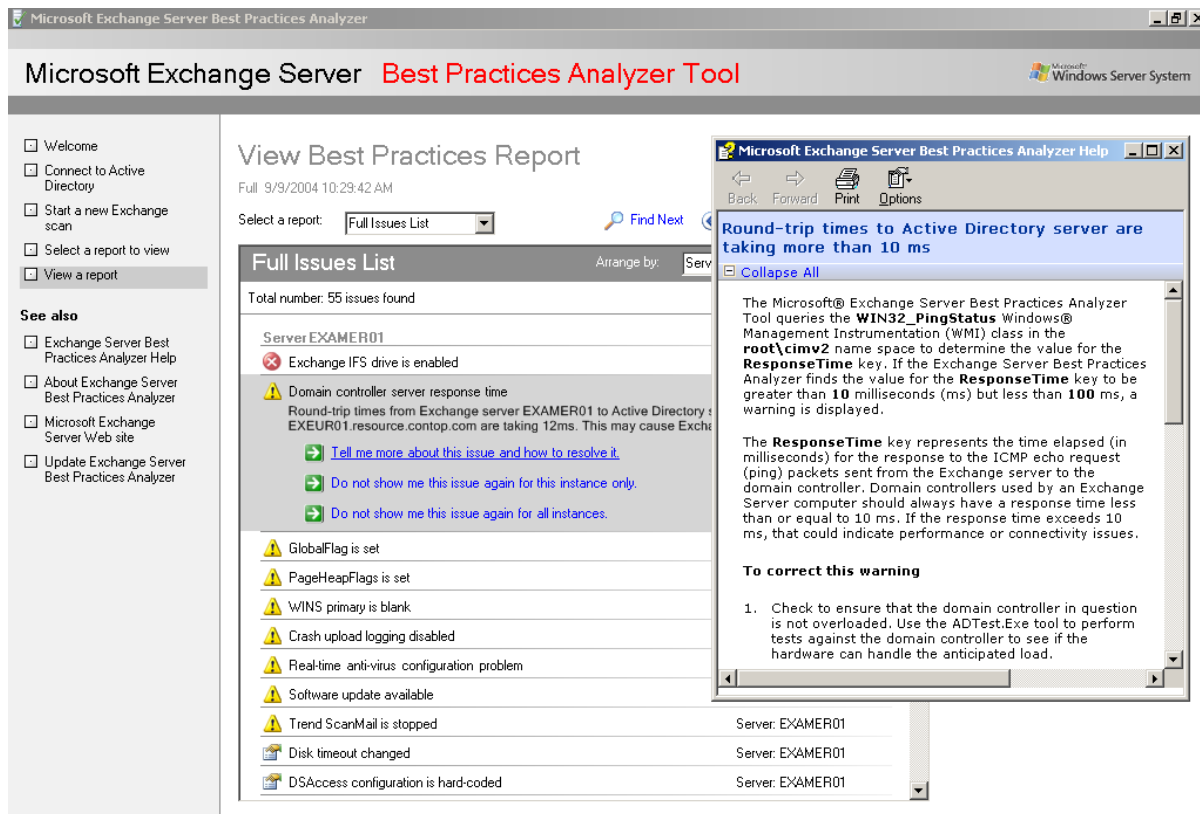 Microsoft Exchange Server Best Practices Analyzer
Microsoft Exchange Server Best Practices Analyzer Tool
Microsoft
Windows Server System
Welcome
Connect to Active
Directory
Start a new Exchange
scan
Select a report to view
View a report
See also
Exchange Server Best
Practices Analyzer Help
About Exchange Server
Best Practices Analyzer
Microsoft Exchange
Server Web site
Update Exchange Server
Best Practices Analyzer
View Best Practices Report
Full 9/9/2004 10:29:42 AM
Select a report: Full Issues List
Find Next
Full Issues List
Arrange by: Serv
Total number: 55 issues found
Server EXAMER01
Exchange IFS drive is enabled
Domain controller server response time
Round-trip times from Exchange server EXAMER01 to Active Directory s
EXEUR01.resource.contop.com are taking 12ms. This may cause Excha
Tell me more about this issue and how to resolve it.
Do not show me this issue again for this instance only.
Do not show me this issue again for all instances.
GlobalFlag is set
PageHeapFlags is set
WINS primary is blank
Crash upload logging disabled
Real-time anti-virus configuration problem
Software update available
Trend ScanMail is stopped Server: EXAMER01
Disk timeout changed Server: EXAMER01
DSAccess configuration is hard-coded Server: EXAMER01
Microsoft Exchange Server Best Practices Analyzer Help
Back Forward Print Options
Round-trip times to Active Directory server are
taking more than 10 ms
Collapse All
The Microsoft® Exchange Server Best Practices Analyzer
Tool queries the WIN32_PingStatus Windows®
Management Instrumentation (WMI) class in the
root\cimv2 name space to determine the value for the
ResponseTime key. If the Exchange Server Best Practices
Analyzer finds the value for the ResponseTime key to be
greater than 10 milliseconds (ms) but less than 100 ms, a
warning is displayed.
The ResponseTime key represents the time elapsed (in
milliseconds) for the response to the ICMP echo request
(ping) packets sent from the Exchange server to the
domain controller. Domain controllers used by an Exchange
Server computer should always have a response time less
than or equal to 10 ms. If the response time exceeds 10
ms, that could indicate performance or connectivity issues.
To correct this warning
1. Check to ensure that the domain controller in question
is not overloaded. Use the ADTest.Exe tool to perform
tests against the domain controller to see if the
hardware can handle the anticipated load.